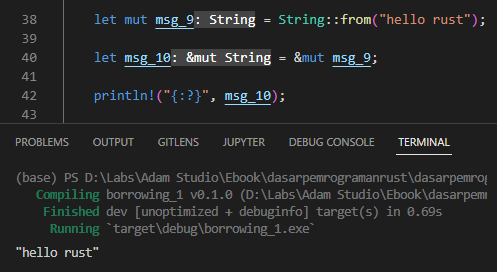 38 let mut msg_9: String = String::from("hello rust");
39
40 let msg_10: &mut String = &mut msg_9;
41
42 println!("{:?}", msg_10);
43
PROBLEMS OUTPUT GITLENS JUPYTER DEBUG CONSOLE TERMINAL
(base) PS D:\Labs\Adam Studio\Ebook\dasarpemrogramanrust\dasarpemrog
Compiling borrowing_1 v0.1.0 (D:\Labs\Adam Studio\Ebook\dasarpem
Finished dev [unoptimized + debuginfo] target(s) in 0.69s
Running `target\debug\borrowing_1.exe`
"hello rust"